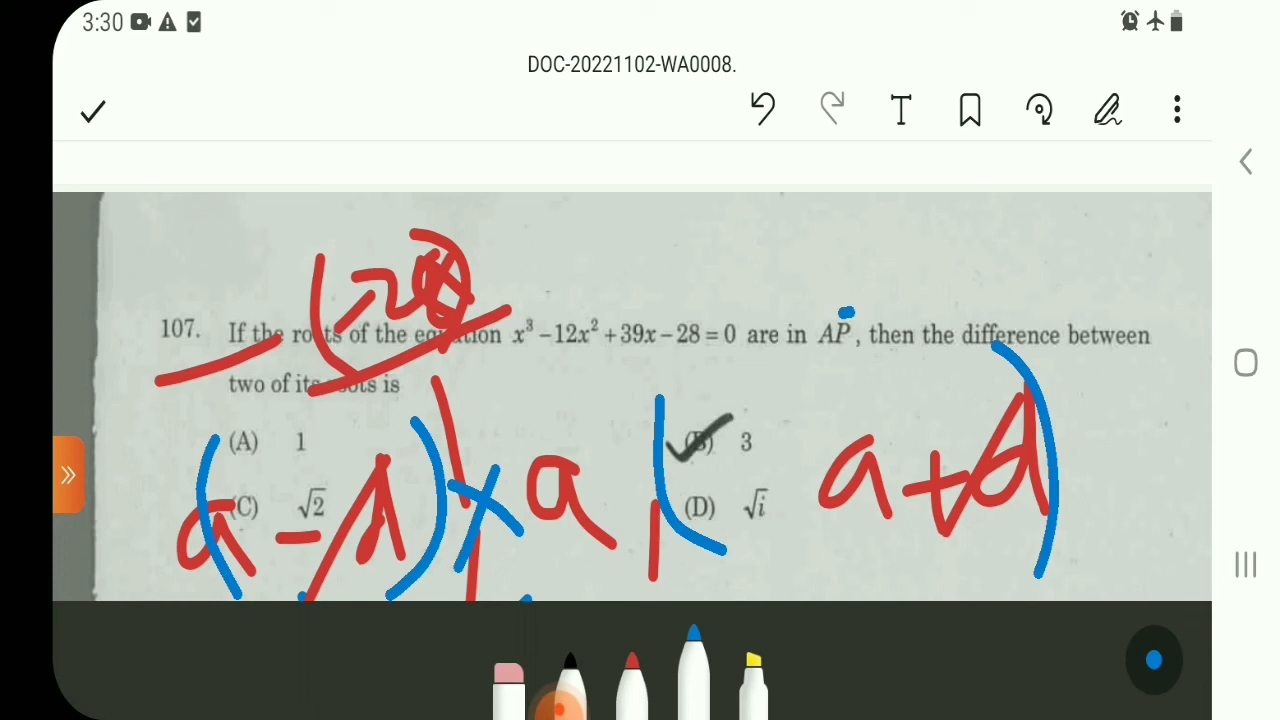 3:30
DOC-20221102-WA0008.
T
(-28)
107. If the roots of the equation x³ –12x² +39x – 28 = 0 are in AP, then the difference between
two of its roots is
(A) 1 (B) 3
(C) √2 (D) √i
(a - d) × a (a + d)